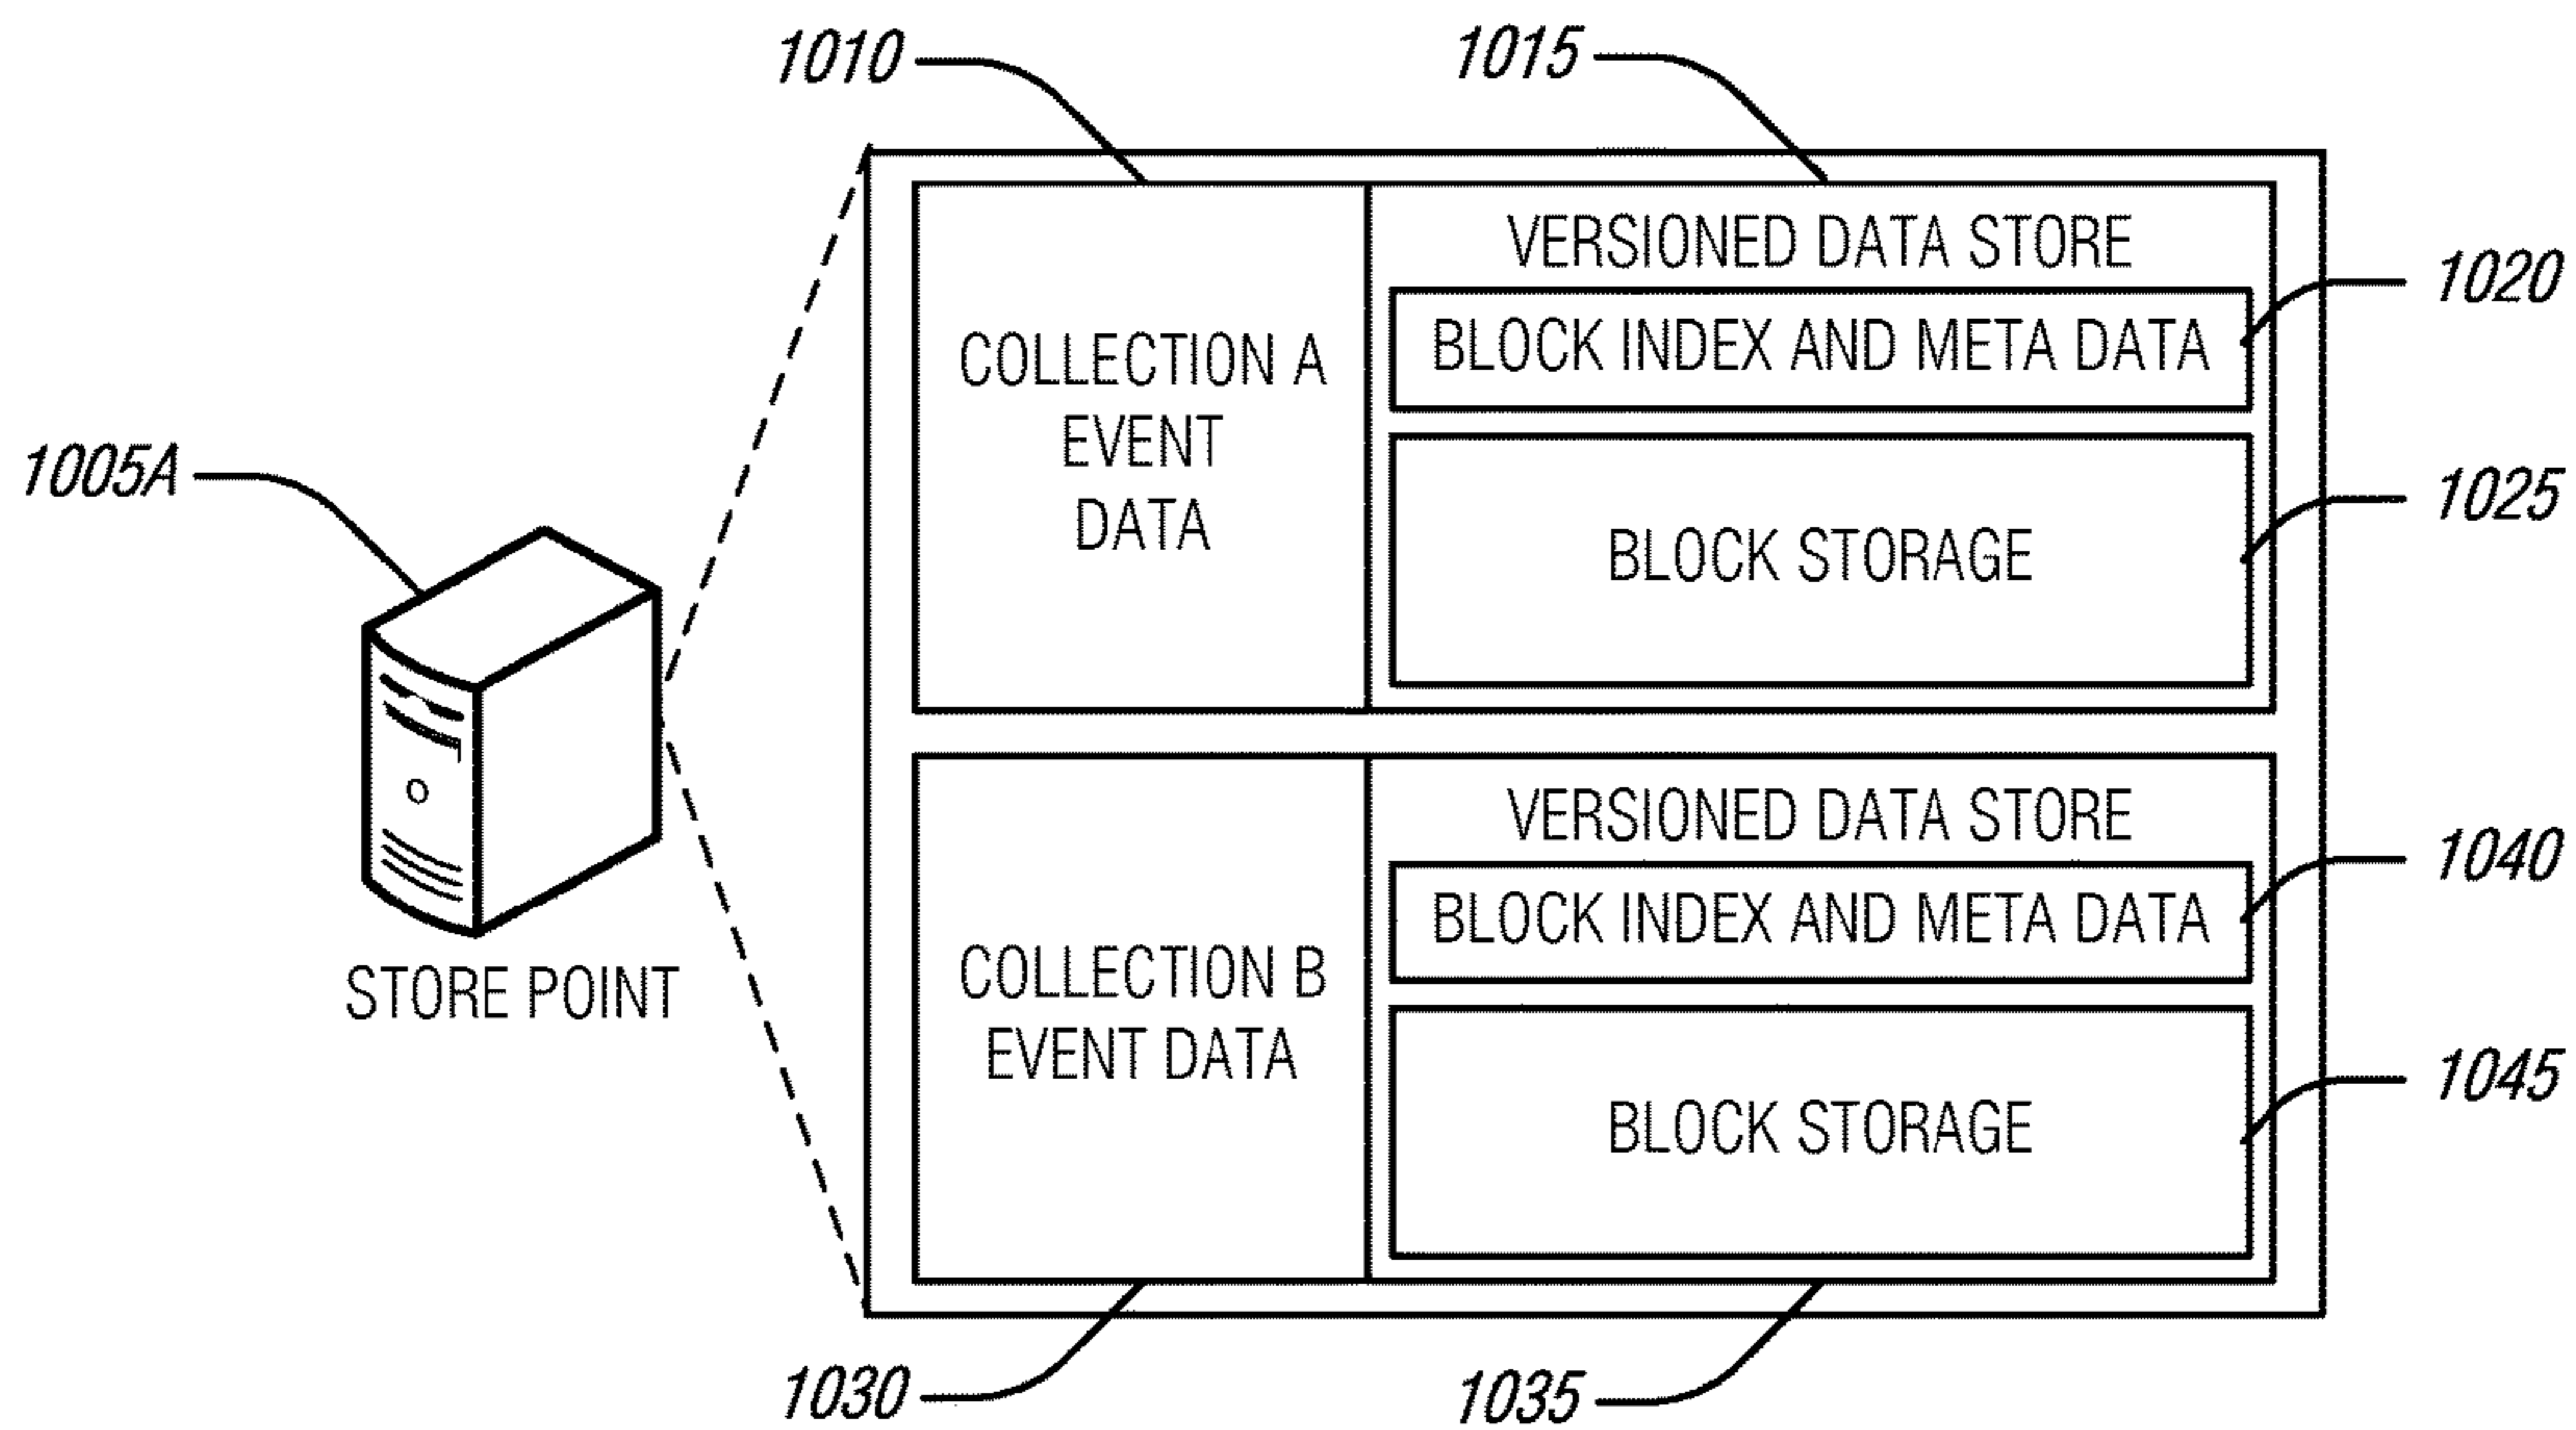 1010
1015
VERSIONED DATA STORE
1020
BLOCK INDEX AND META DATA
COLLECTION A
EVENT
DATA
1005A
1025
BLOCK STORAGE
VERSIONED DATA STORE
1040
BLOCK INDEX AND META DATA
COLLECTION B
EVENT DATA
STORE POINT
1045
BLOCK STORAGE
1030
1035